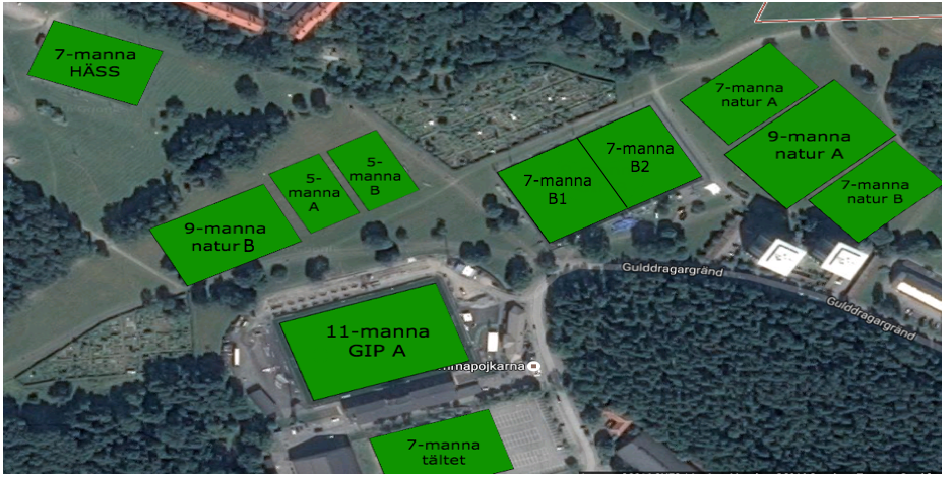 7-manna
HÄSS
7-manna
natur A
9-manna
natur A
7-manna
natur B
7-manna
B1
7-manna
B2
5-
manna
B
5-
manna
A
9-manna
natur B
Gulddragargränd
Gulddragargränd
11-manna
GIP A
mmapojkarna
7-manna
tältet